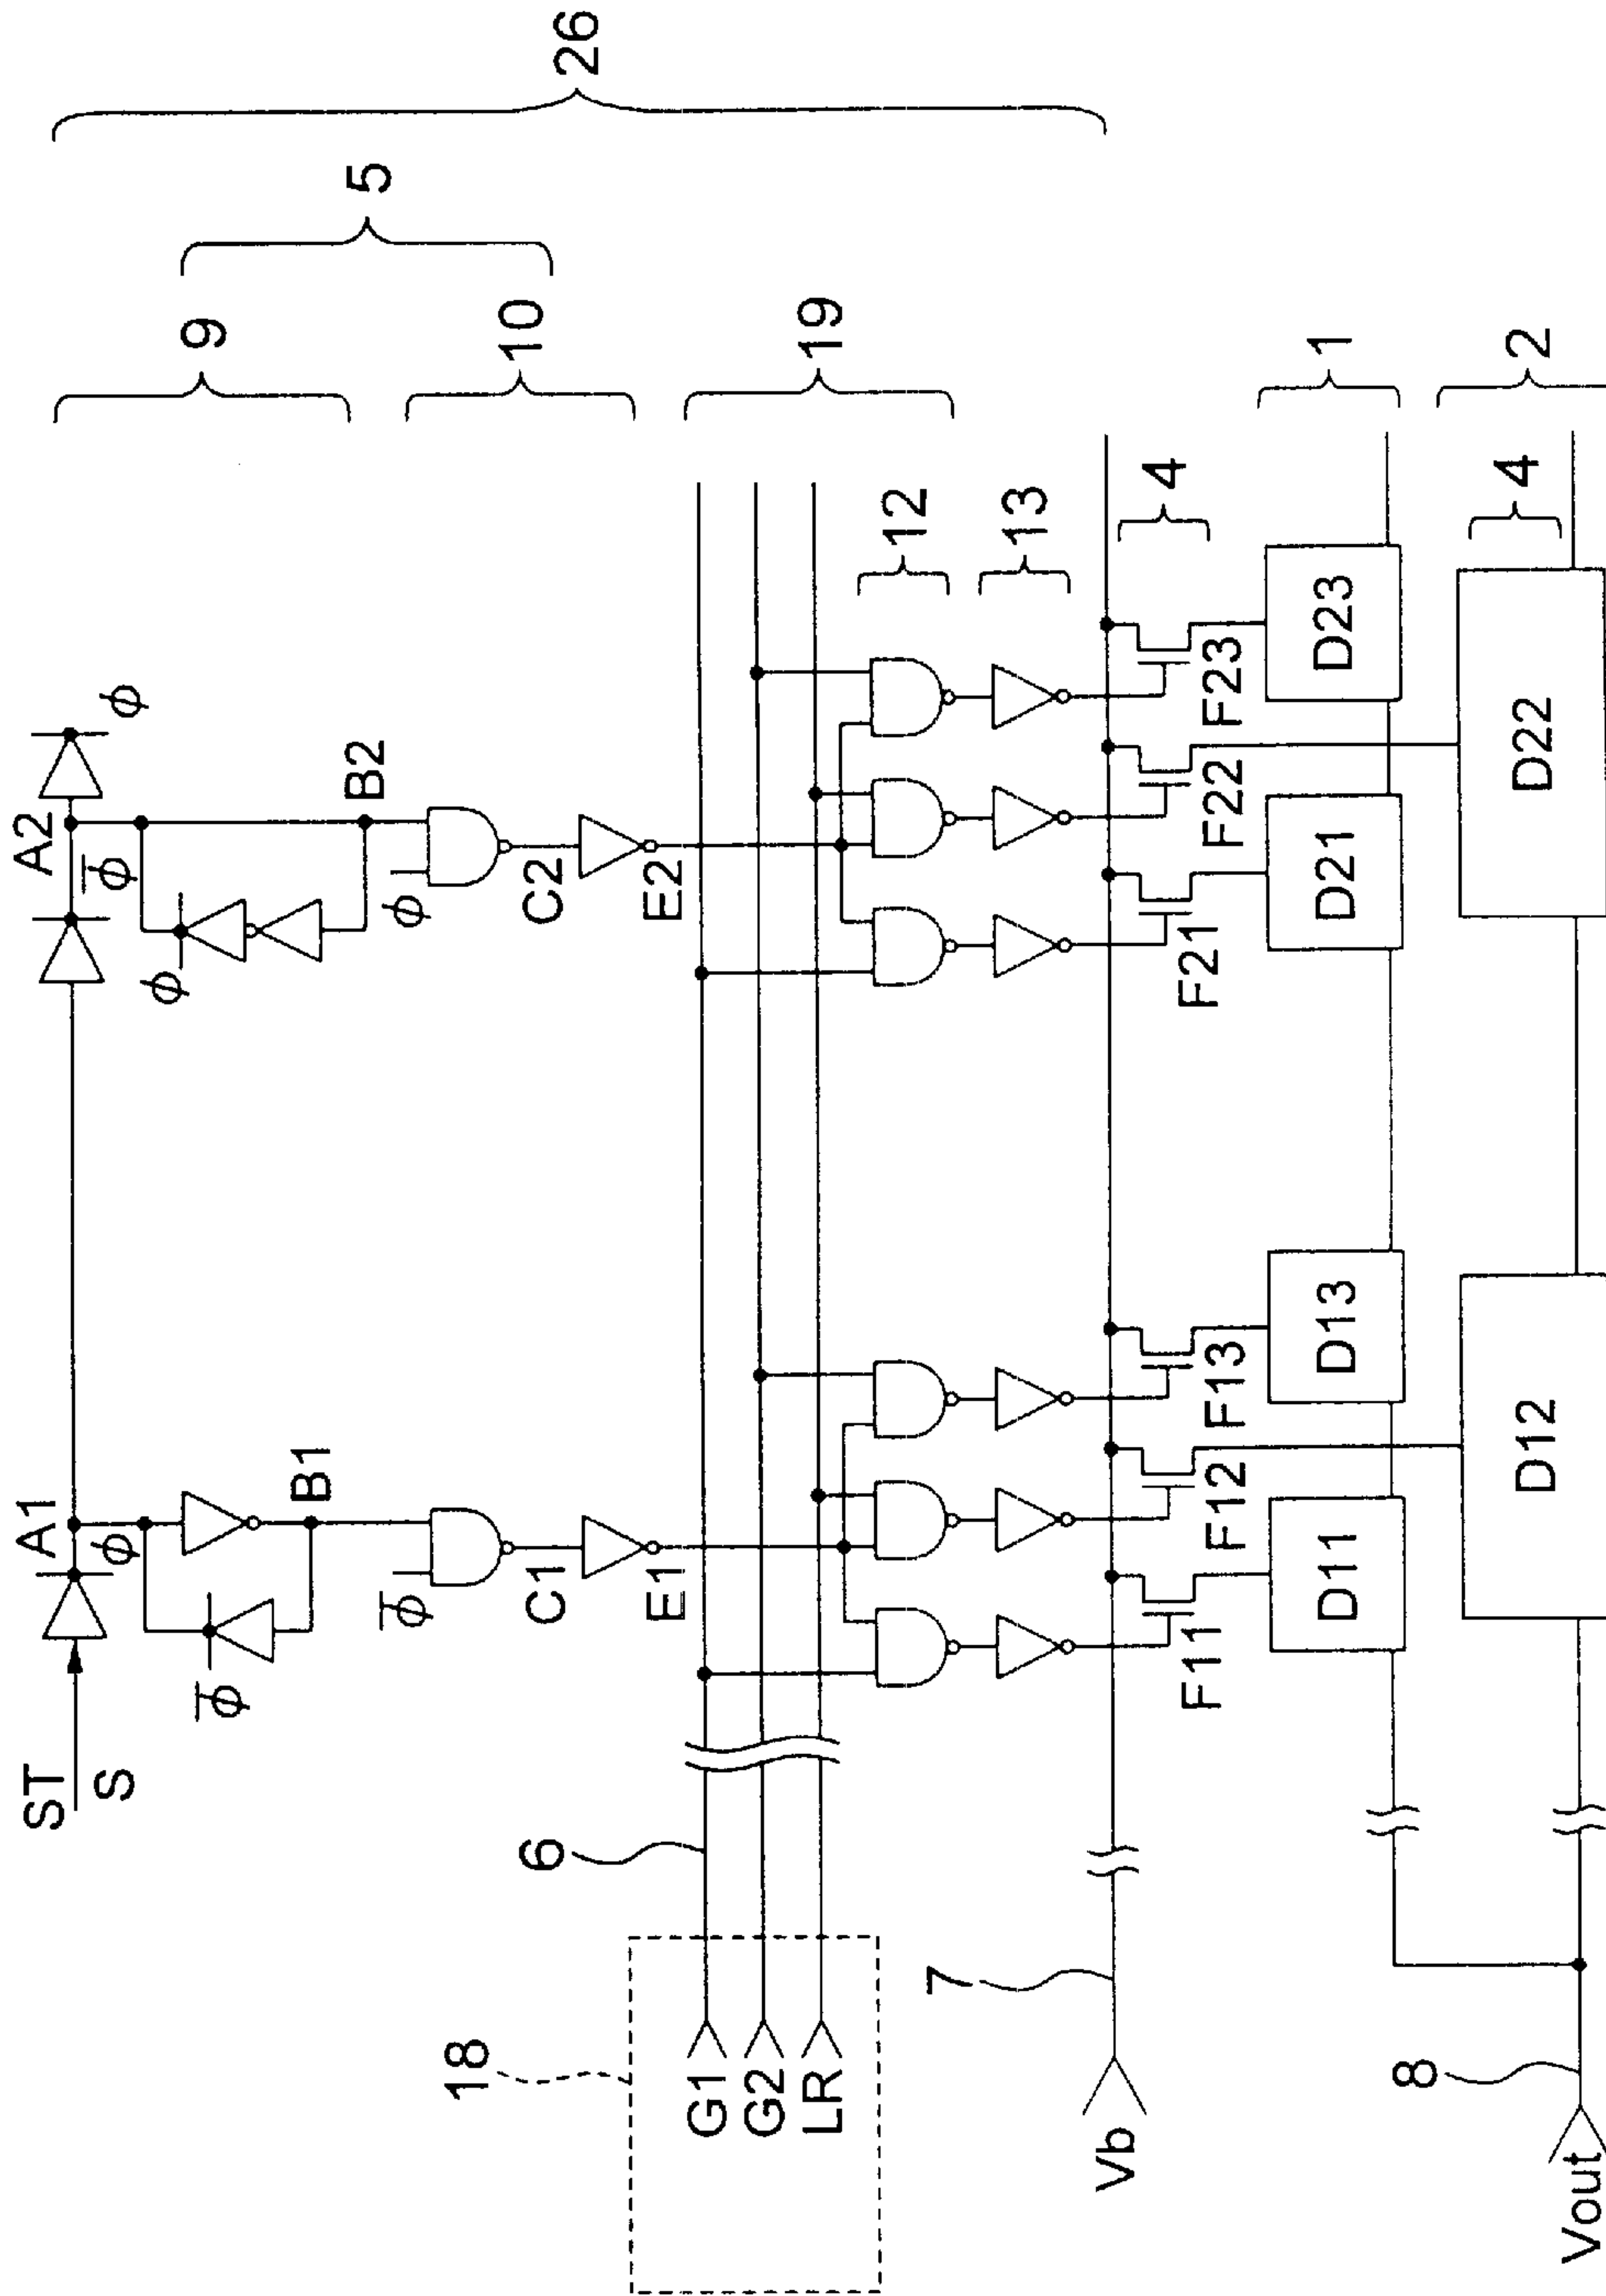 26
5
9
10
19
ST
S
A1
φ
φ̅
B1
φ̅
C1
E1
A2
φ̅
φ
φ
B2
φ
C2
E2
6
18
G1
G2
LR
12
13
7
Vb
4
F11
F12
F13
F21
F22
F23
1
D11
D13
D21
D23
2
4
D12
D22
8
Vout